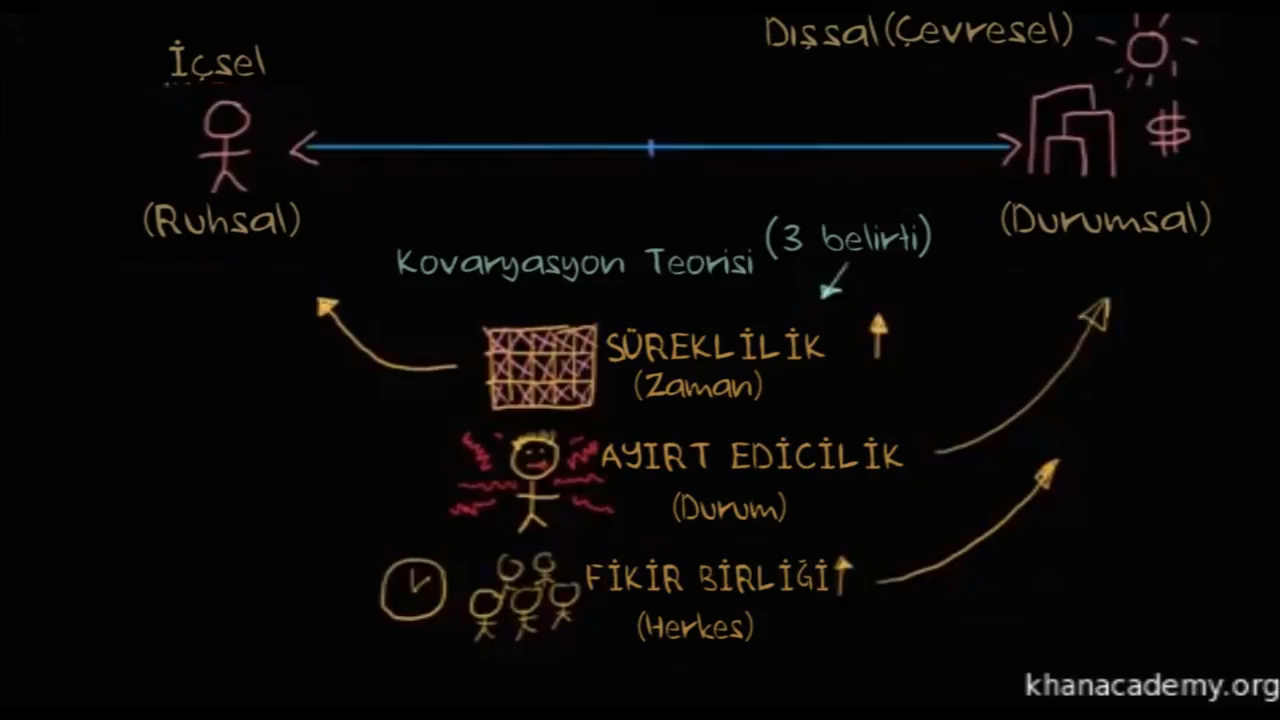 İçsel
Dışsal(Çevresel)
$
(Ruhsal)
(Durumsal)
Kovaryasyon Teorisi (3 belirti)
SÜREKLİLİK
(Zaman)
AYIRT EDİCİLİK
(Durum)
FİKİR BİRLİĞİ
(Herkes)
khanacademy.org